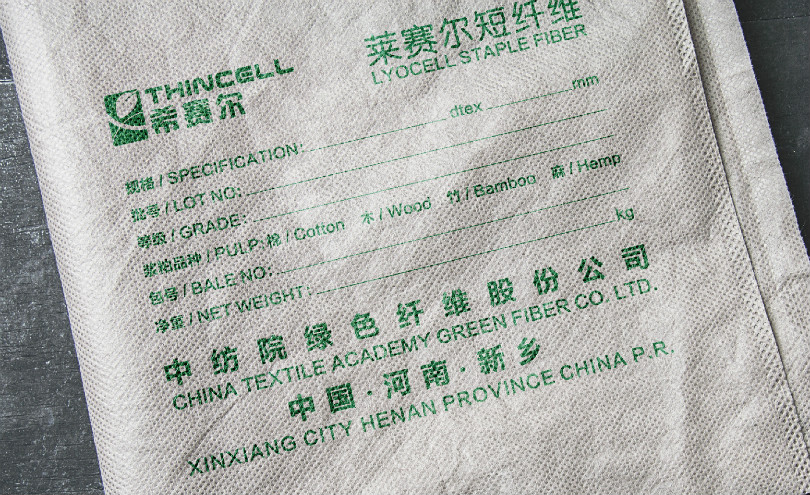 THINCELL
希赛尔
莱赛尔短纤维
LYOCELL STAPLE FIBER
规格 / SPECIFICATION: dtex mm
批号 / LOT NO:
等级 / GRADE:
浆粕品种 / PULP: 棉 / Cotton 木 / Wood 竹 / Bamboo 麻 / Hemp
包号 / BALE NO:
净重 / NET WEIGHT: kg
中纺院绿色纤维股份公司
CHINA TEXTILE ACADEMY GREEN FIBER CO. LTD.
中国·河南·新乡
XINXIANG CITY HENAN PROVINCE CHINA P.R.